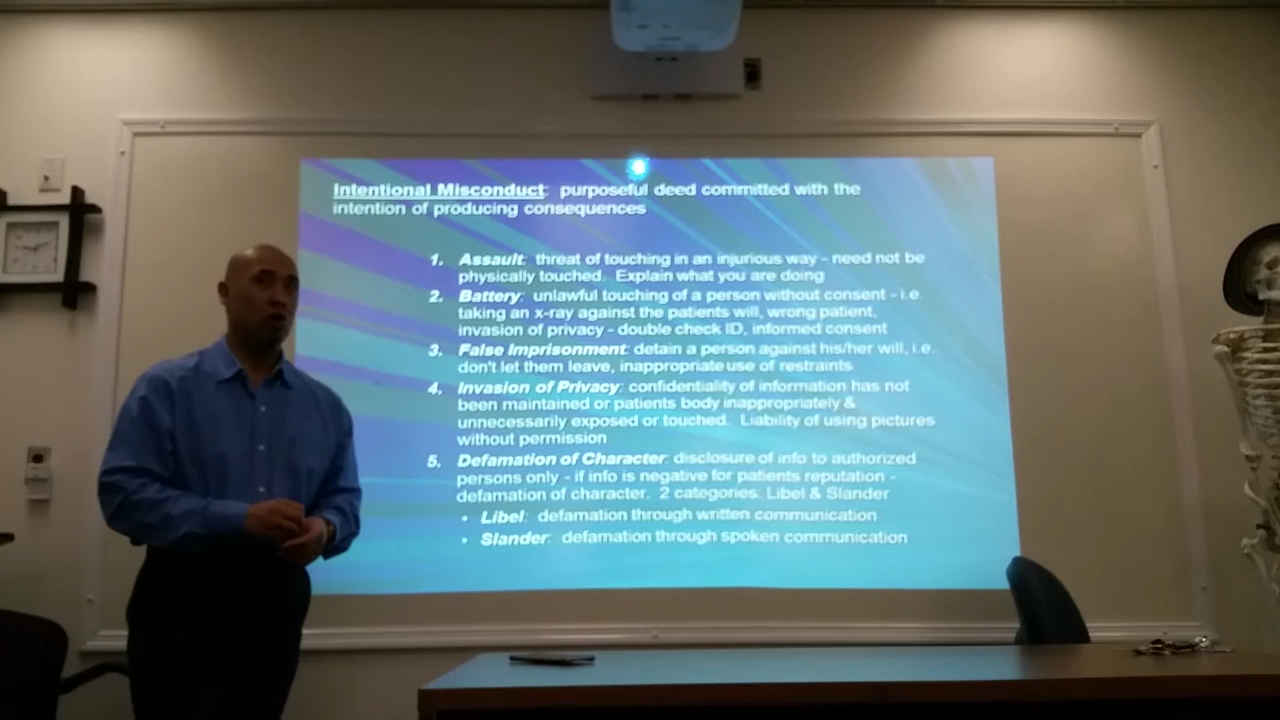 Intentional Misconduct: purposeful deed committed with the
intention of producing consequences
1. Assault: threat of touching in an injurious way - need not be
physically touched. Explain what you are doing
2. Battery: unlawful touching of a person without consent - i.e.
taking an x-ray against the patients will, wrong patient,
invasion of privacy - double check ID, informed consent
3. False Imprisonment: detain a person against his/her will, i.e.
don't let them leave, inappropriate use of restraints
4. Invasion of Privacy: confidentiality of information has not
been maintained or patients body inappropriately &
unnecessarily exposed or touched. Liability of using pictures
without permission
5. Defamation of Character: disclosure of info to authorized
persons only - if info is negative for patients reputation -
defamation of character. 2 categories: Libel & Slander
• Libel: defamation through written communication
• Slander: defamation through spoken communication